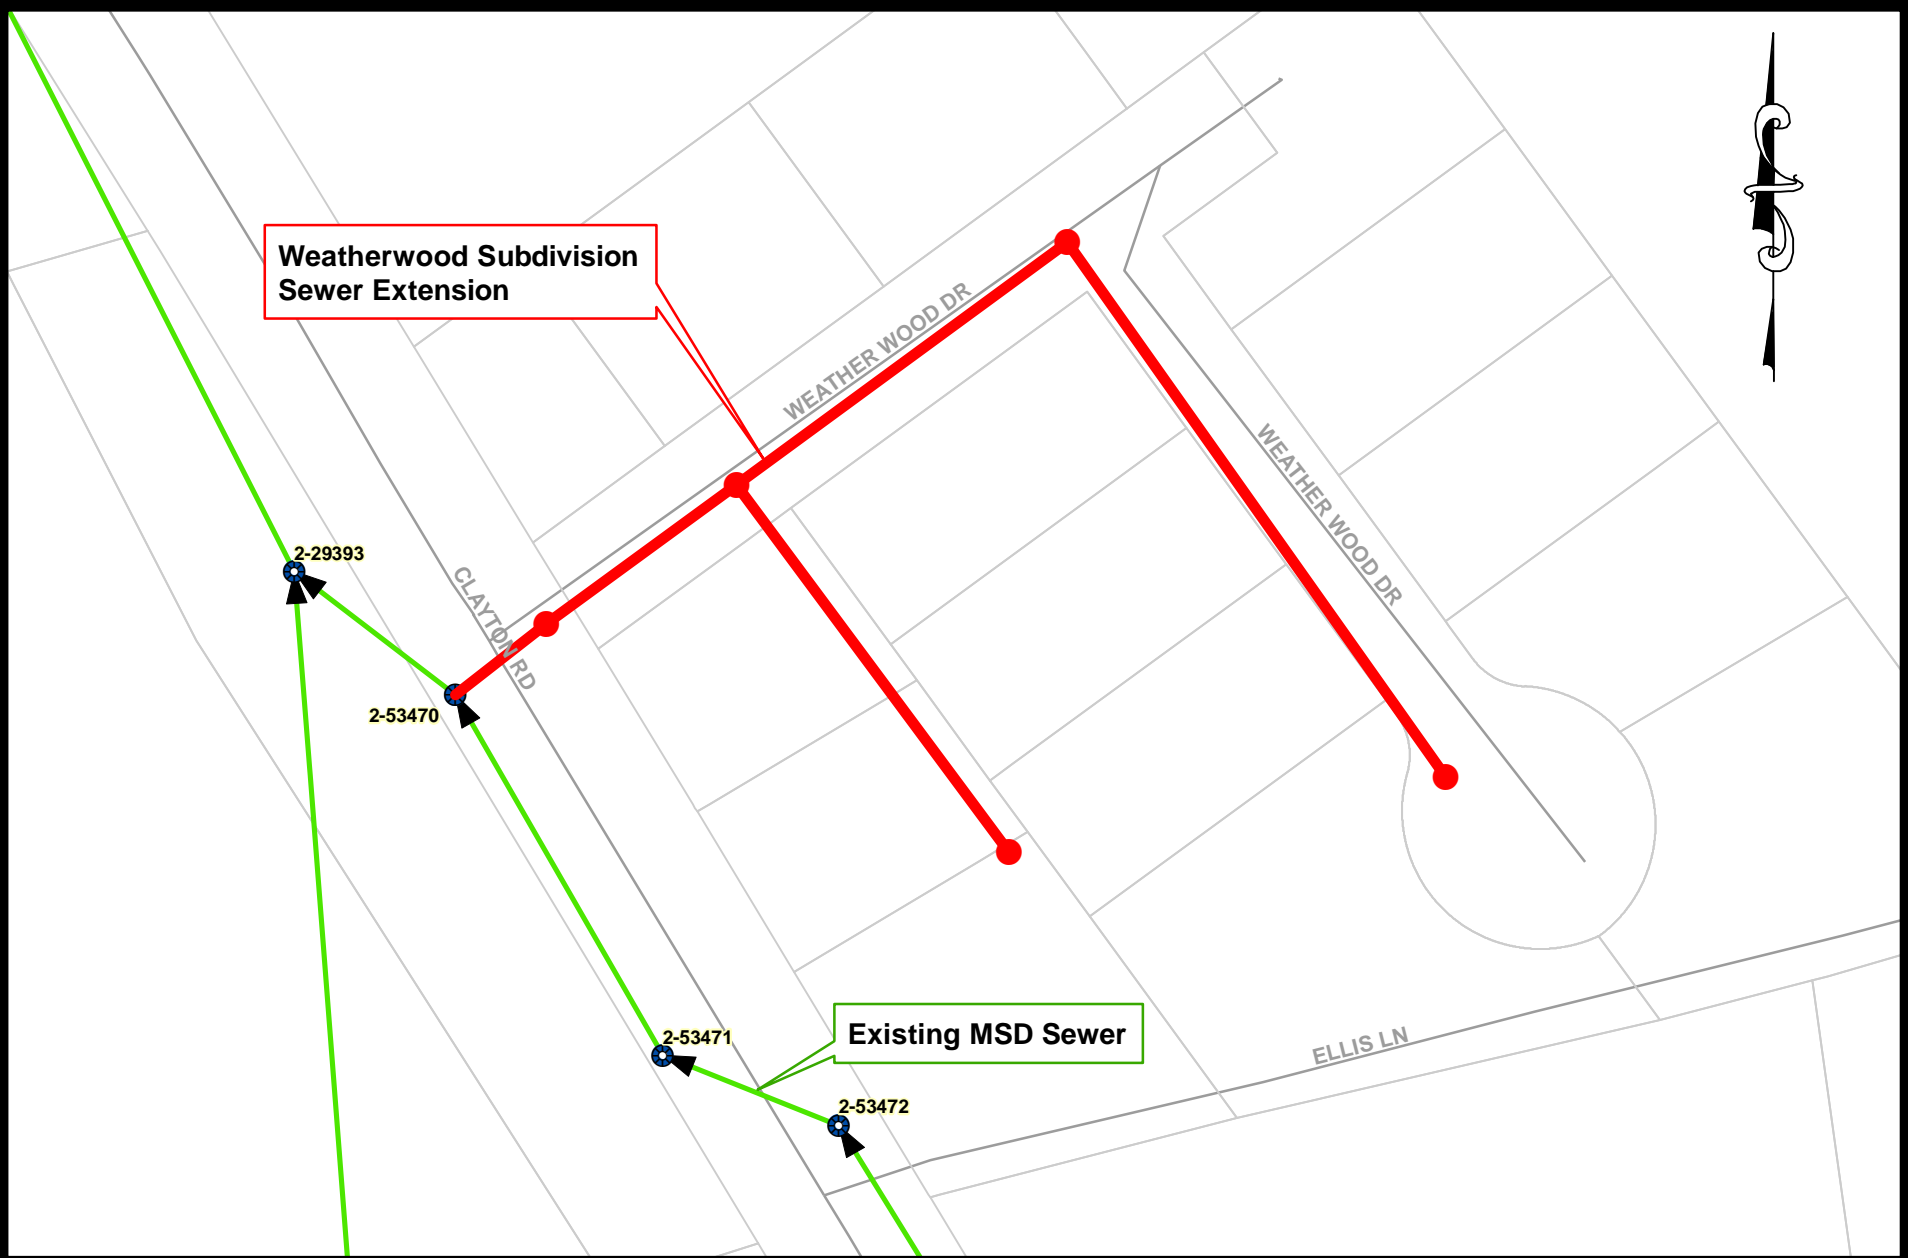 Weatherwood Subdivision
Sewer Extension
WEATHER WOOD DR
WEATHER WOOD DR
2-29393
CLAYTON RD
2-53470
2-53471
Existing MSD Sewer
ELLIS LN
2-53472